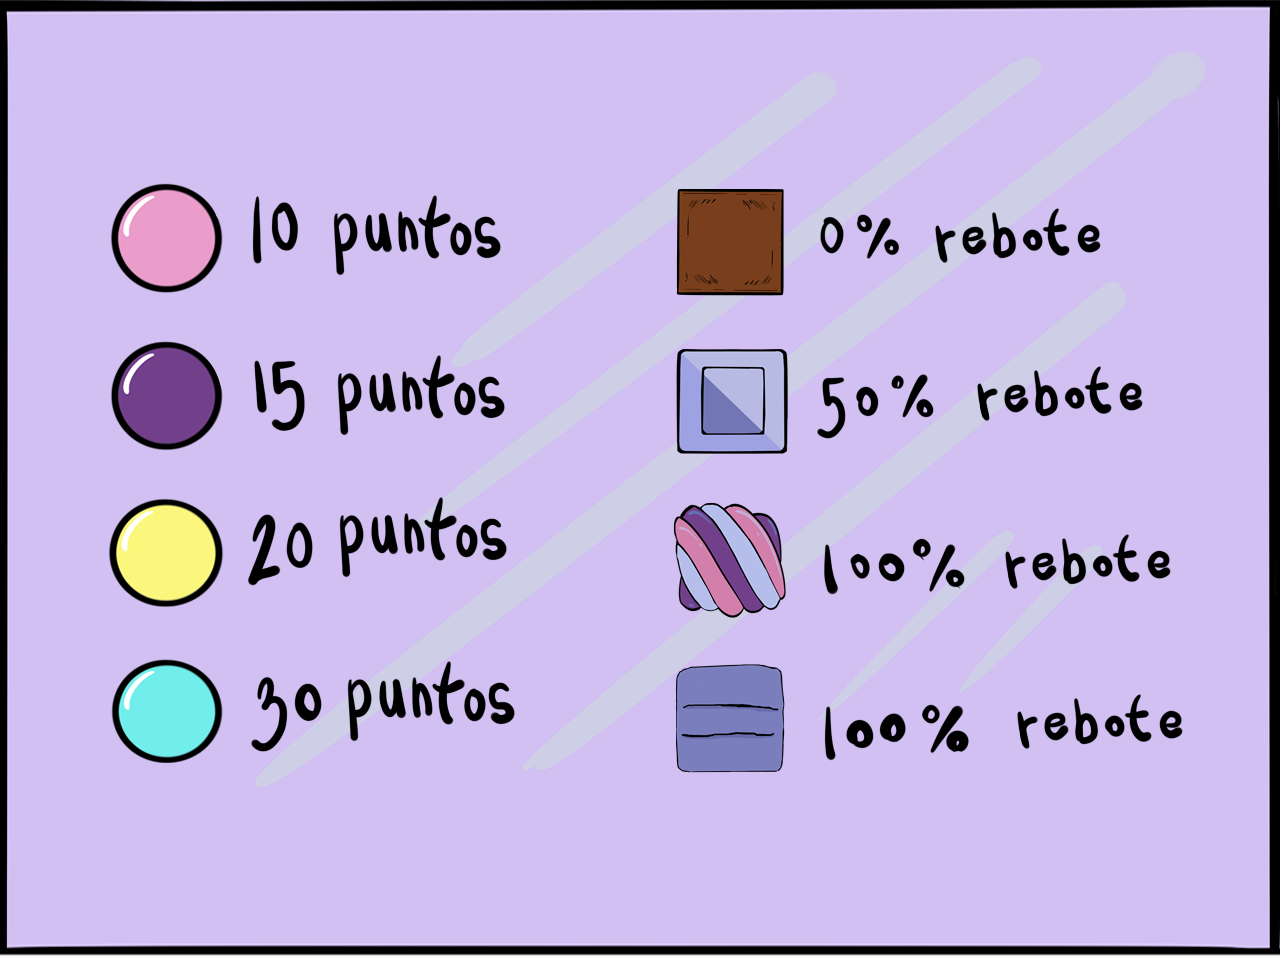 10 puntos
15 puntos
20 puntos
30 puntos
0% rebote
50% rebote
100% rebote
100% rebote